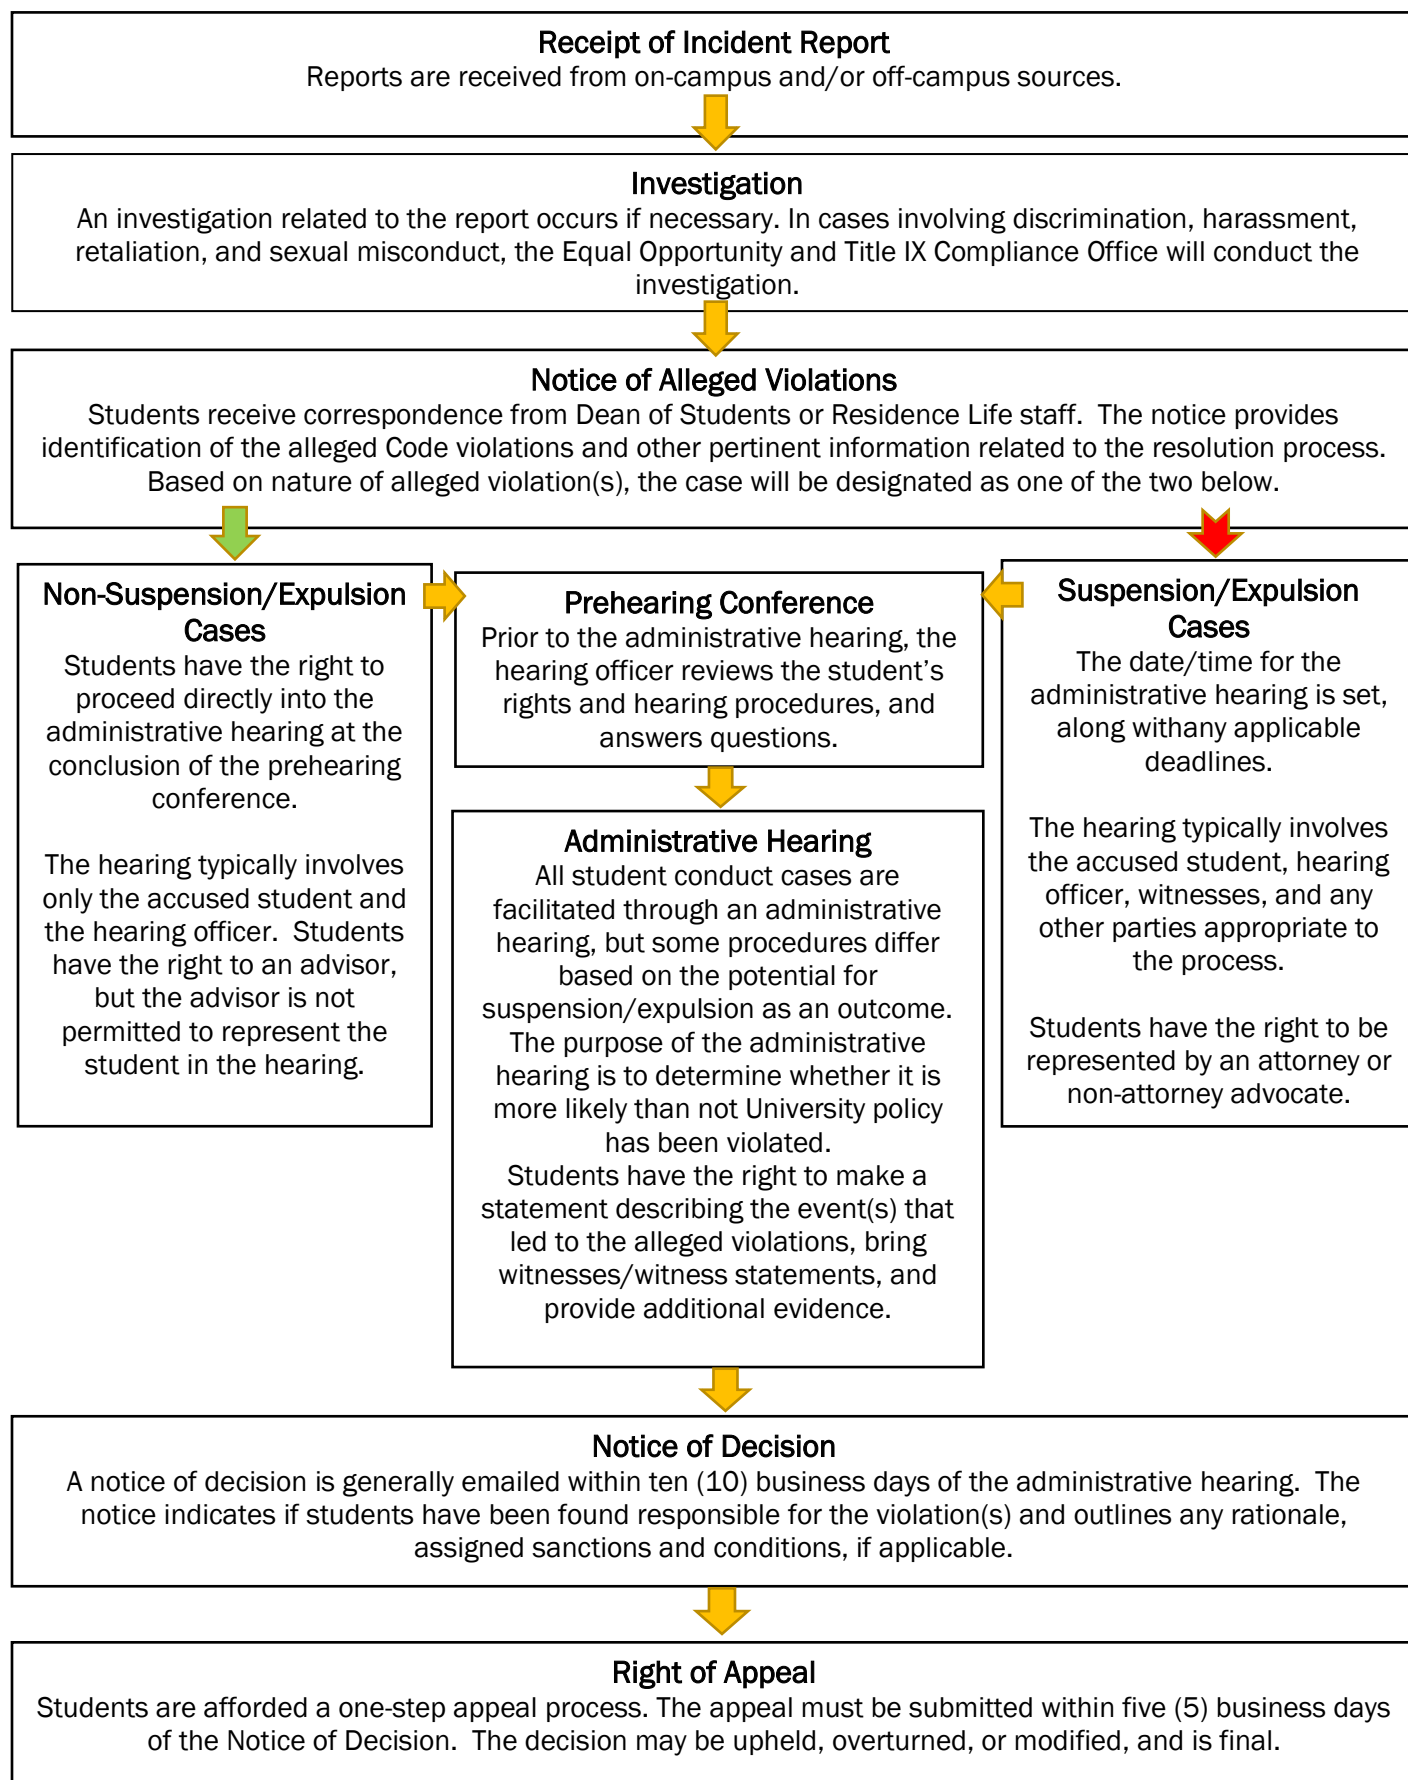 Receipt of Incident Report
Reports are received from on-campus and/or off-campus sources.
Investigation
An investigation related to the report occurs if necessary. In cases involving discrimination, harassment,
retaliation, and sexual misconduct, the Equal Opportunity and Title IX Compliance Office will conduct the
investigation.
Notice of Alleged Violations
Students receive correspondence from Dean of Students or Residence Life staff. The notice provides
identification of the alleged Code violations and other pertinent information related to the resolution process.
Based on nature of alleged violation(s), the case will be designated as one of the two below.
Non-Suspension/Expulsion
Cases
Students have the right to
proceed directly into the
administrative hearing at the
conclusion of the prehearing
conference.
The hearing typically involves
only the accused student and
the hearing officer. Students
have the right to an advisor,
but the advisor is not
permitted to represent the
student in the hearing.
Prehearing Conference
Prior to the administrative hearing, the
hearing officer reviews the student's
rights and hearing procedures, and
answers questions.
Administrative Hearing
All student conduct cases are
facilitated through an administrative
hearing, but some procedures differ
based on the potential for
suspension/expulsion as an outcome.
The purpose of the administrative
hearing is to determine whether it is
more likely than not University policy
has been violated.
Students have the right to make a
statement describing the event(s) that
led to the alleged violations, bring
witnesses/witness statements, and
provide additional evidence.
Suspension/Expulsion
Cases
The date/time for the
administrative hearing is set,
along withany applicable
deadlines.
The hearing typically involves
the accused student, hearing
officer, witnesses, and any
other parties appropriate to
the process.
Students have the right to be
represented by an attorney or
non-attorney advocate.
Notice of Decision
A notice of decision is generally emailed within ten (10) business days of the administrative hearing. The
notice indicates if students have been found responsible for the violation(s) and outlines any rationale,
assigned sanctions and conditions, if applicable.
Right of Appeal
Students are afforded a one-step appeal process. The appeal must be submitted within five (5) business days
of the Notice of Decision. The decision may be upheld, overturned, or modified, and is final.